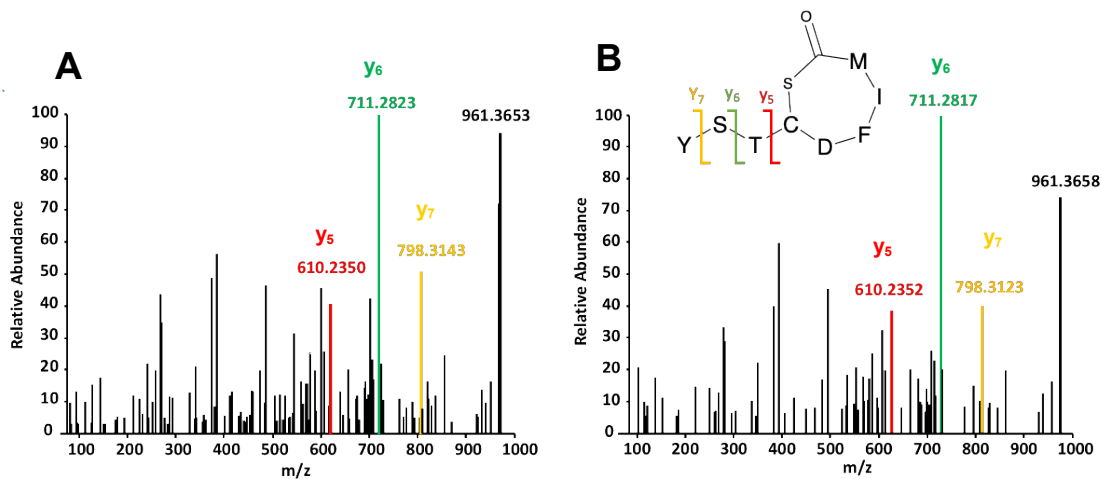 A
y6
711.2823
961.3653
y7
798.3143
y5
610.2350
Relative Abundance
100
90
80
70
60
50
40
30
20
10
0
100 200 300 400 500 600 700 800 900 1000
m/z
B
O
M
S
I
F
D
C
T
S
Y
Y7
y6
y5
y6
711.2817
961.3658
y7
798.3123
y5
610.2352
Relative Abundance
100
90
80
70
60
50
40
30
20
10
0
100 200 300 400 500 600 700 800 900 1000
m/z